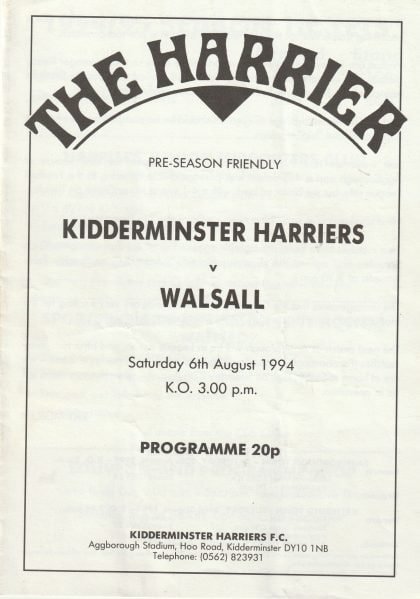 THE HARRIER
PRE-SEASON FRIENDLY
KIDDERMINSTER HARRIERS
v
WALSALL
Saturday 6th August 1994
K.O. 3.00 p.m.
PROGRAMME 20p
KIDDERMINSTER HARRIERS F.C.
Aggborough Stadium, Hoo Road, Kidderminster DY10 1NB
Telephone: (0562) 823931